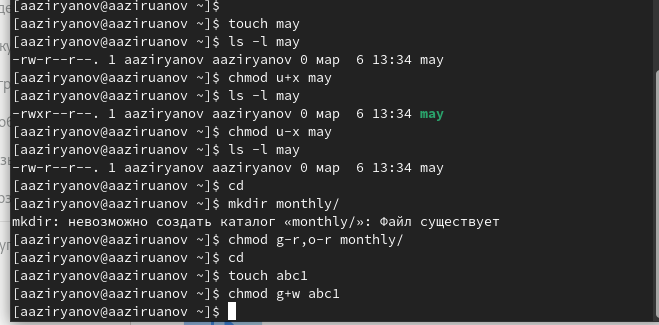 [aaziryanov@aaziruanov ~]$
[aaziryanov@aaziruanov ~]$ touch may
[aaziryanov@aaziruanov ~]$ ls -l may
-rw-r--r--. 1 aaziryanov aaziryanov 0 мар  6 13:34 may
[aaziryanov@aaziruanov ~]$ chmod u+x may
[aaziryanov@aaziruanov ~]$ ls -l may
-rwxr--r--. 1 aaziryanov aaziryanov 0 мар  6 13:34 may
[aaziryanov@aaziruanov ~]$ chmod u-x may
[aaziryanov@aaziruanov ~]$ ls -l may
-rw-r--r--. 1 aaziryanov aaziryanov 0 мар  6 13:34 may
[aaziryanov@aaziruanov ~]$ cd
[aaziryanov@aaziruanov ~]$ mkdir monthly/
mkdir: невозможно создать каталог «monthly/»: Файл существует
[aaziryanov@aaziruanov ~]$ chmod g-r,o-r monthly/
[aaziryanov@aaziruanov ~]$ cd
[aaziryanov@aaziruanov ~]$ touch abc1
[aaziryanov@aaziruanov ~]$ chmod g+w abc1
[aaziryanov@aaziruanov ~]$